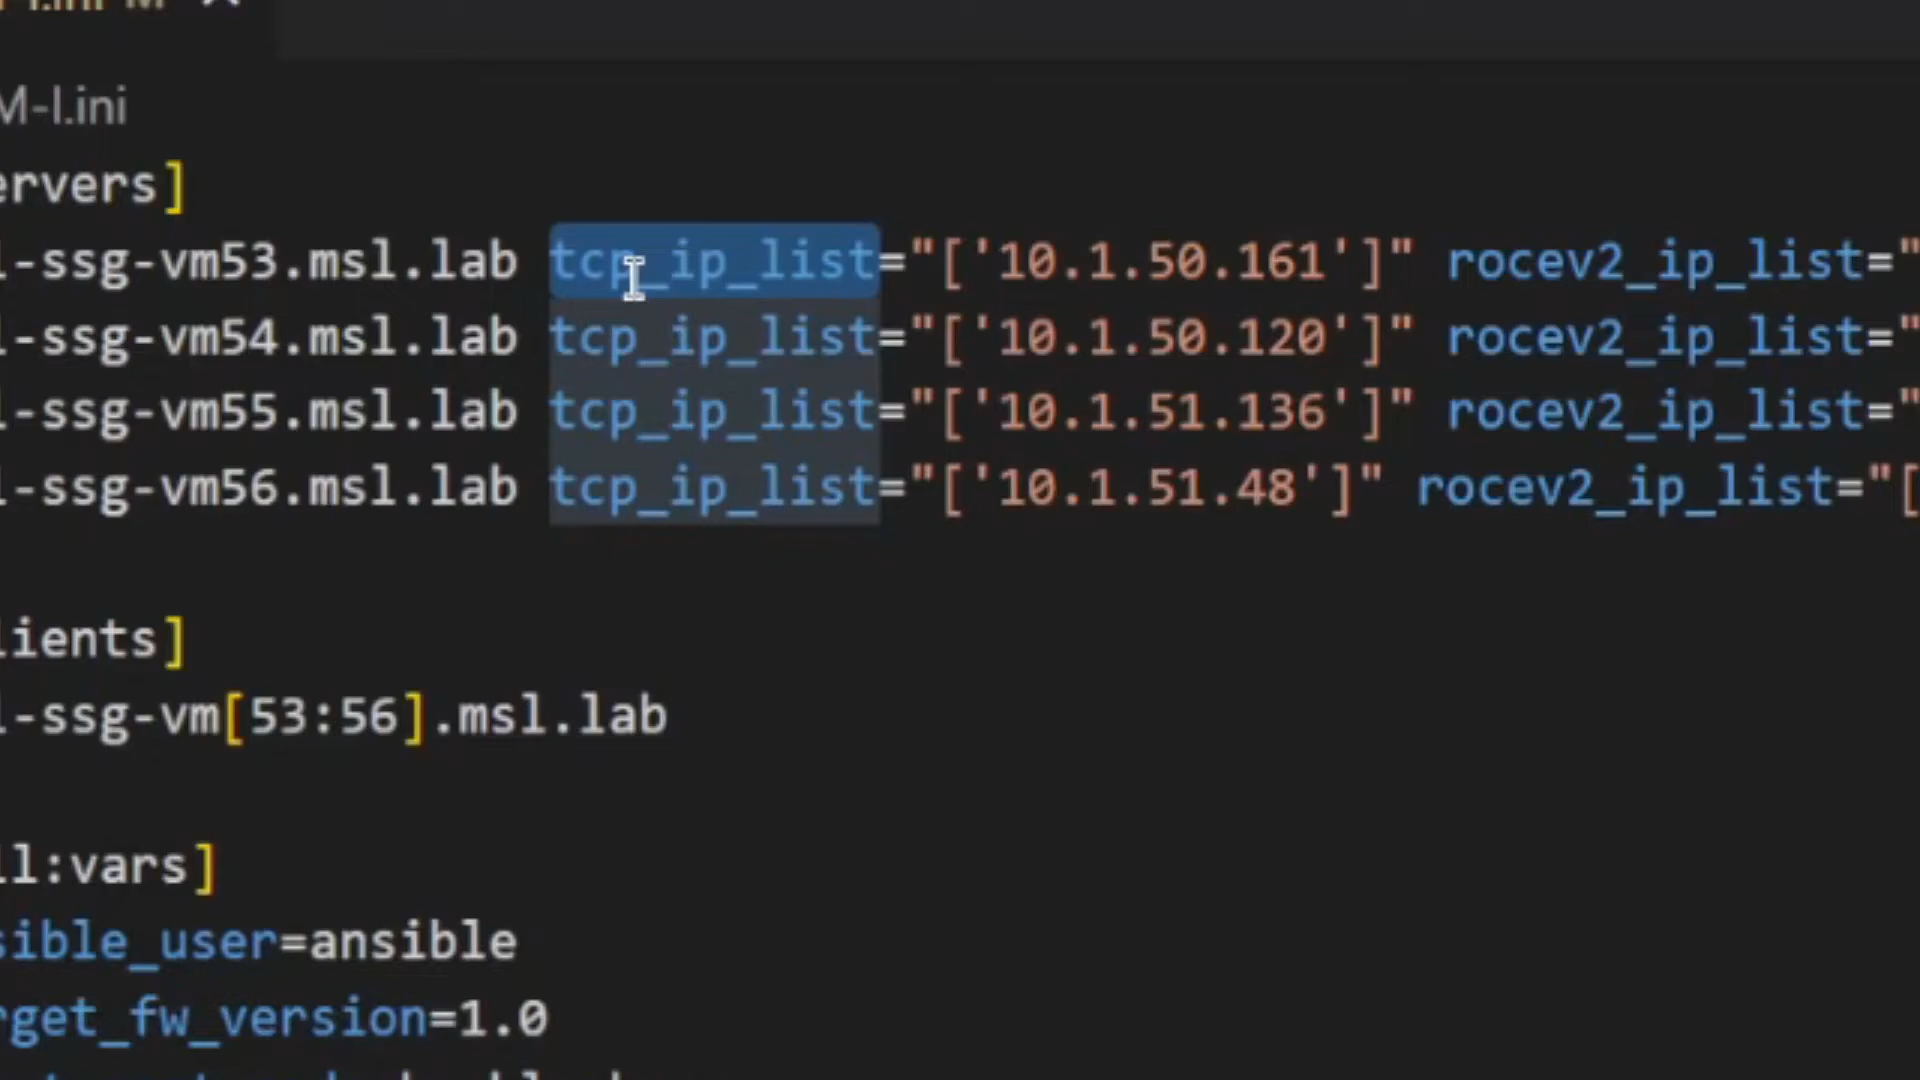 M-l.ini
ervers]
l-ssg-vm53.msl.lab tcp_ip_list="['10.1.50.161']" rocev2_ip_list="
l-ssg-vm54.msl.lab tcp_ip_list="['10.1.50.120']" rocev2_ip_list="
l-ssg-vm55.msl.lab tcp_ip_list="['10.1.51.136']" rocev2_ip_list="
l-ssg-vm56.msl.lab tcp_ip_list="['10.1.51.48']" rocev2_ip_list="[
lients]
l-ssg-vm[53:56].msl.lab
ll:vars]
sible_user=ansible
rget_fw_version=1.0